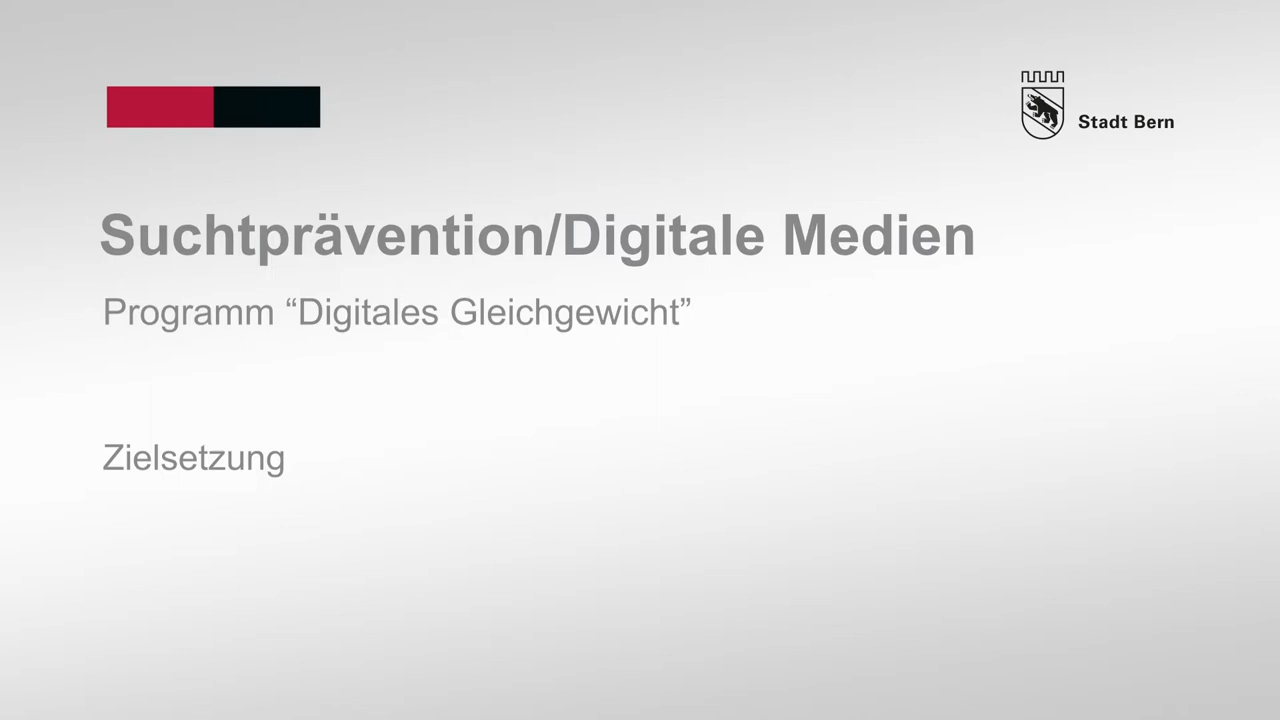 Stadt Bern
Suchtprävention/Digitale Medien
Programm “Digitales Gleichgewicht”
Zielsetzung